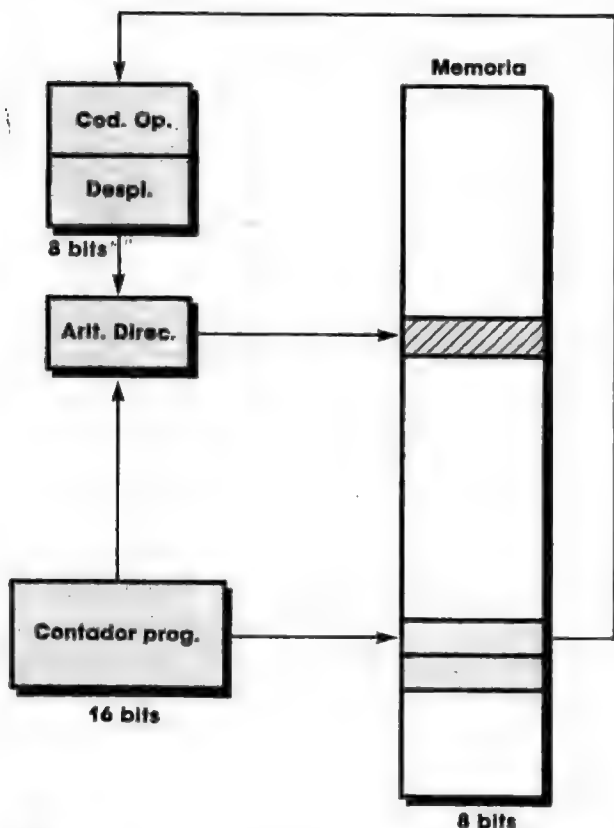 Memoria
Cod. Op.
Despl.
8 bits
Arit. Direc.
Contador prog.
16 bits
8 bits